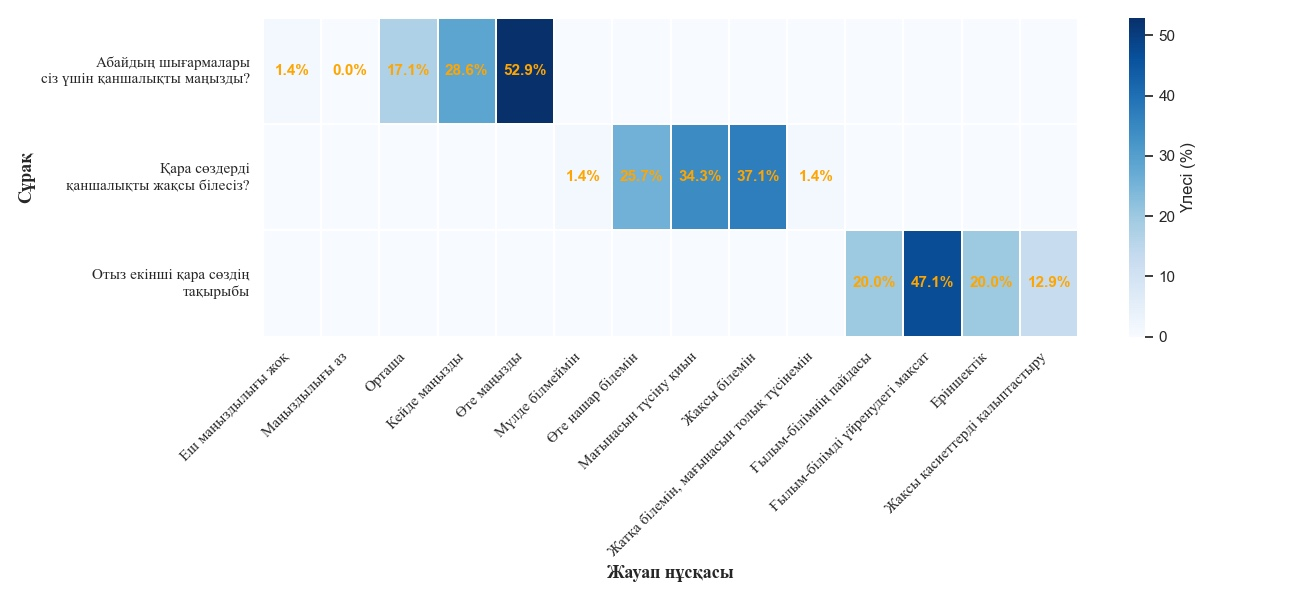 Абайдың шығармалары
сіз үшін қаншалықты маңызды?
1.4%
0.0%
17.1%
28.6%
52.9%
Қара сөздерді
қаншалықты жақсы білесіз?
1.4%
25.7%
34.3%
37.1%
1.4%
Отыз екінші қара сөздің
тақырыбы
20.0%
47.1%
20.0%
12.9%
Сұрақ
Еш маңыздылығы жоқ
Маңыздылығы аз
Орташа
Кейде маңызды
Өте маңызды
Мүлде білмеймін
Өте нашар білемін
Мағынасын түсіну қиын
Жақсы білемін
Жатқа білемін, мағынасын толық түсінемін
Ғылым-білімнің пайдасы
Ғылым-білімді үйренудегі мақсат
Еріншектік
Жақсы қасиеттерді қалыптастыру
Жауап нұсқасы
50
40
30
20
10
0
Үлесі (%)